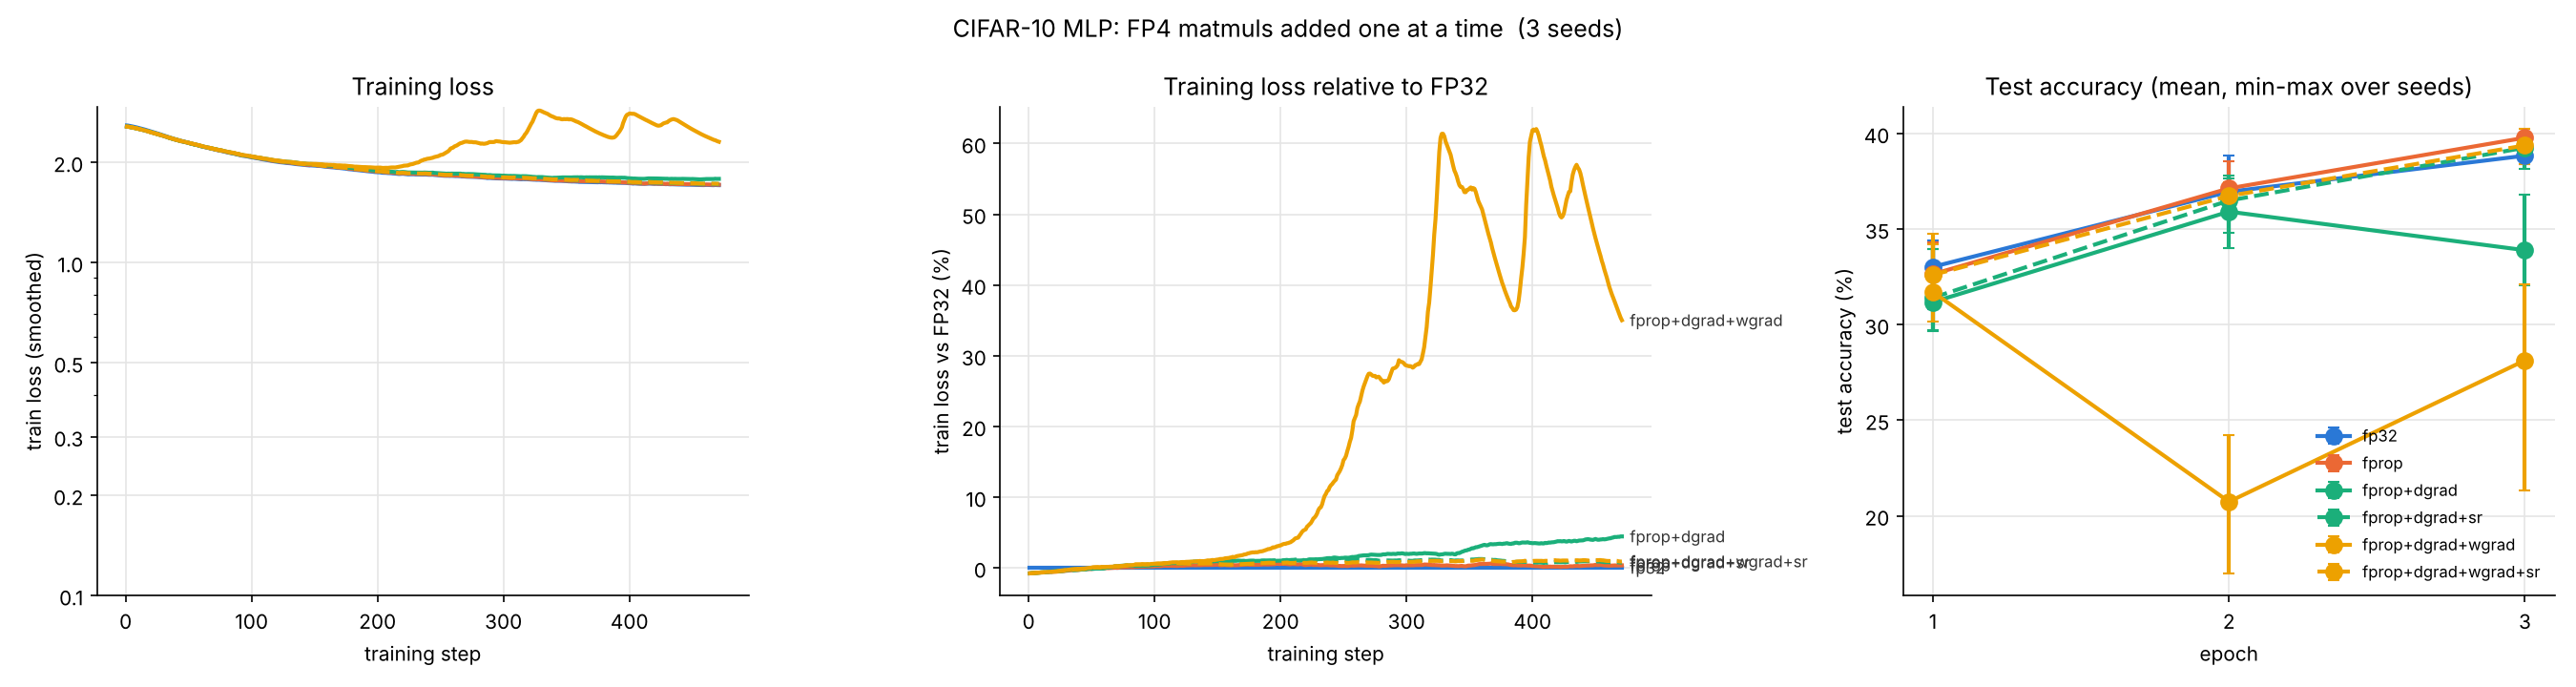 CIFAR-10 MLP: FP4 matmuls added one at a time (3 seeds)
Training loss
train loss (smoothed)
2.0
1.0
0.5
0.3
0.2
0.1
0
100
200
300
400
training step
Training loss relative to FP32
train loss vs FP32 (%)
60
50
40
30
20
10
0
0
100
200
300
400
training step
fprop+dgrad+wgrad
fprop+dgrad
fprop+dgrad+wgrad+sr
Test accuracy (mean, min-max over seeds)
test accuracy (%)
40
35
30
25
20
1
2
3
epoch
fp32
fprop
fprop+dgrad
fprop+dgrad+sr
fprop+dgrad+wgrad
fprop+dgrad+wgrad+sr